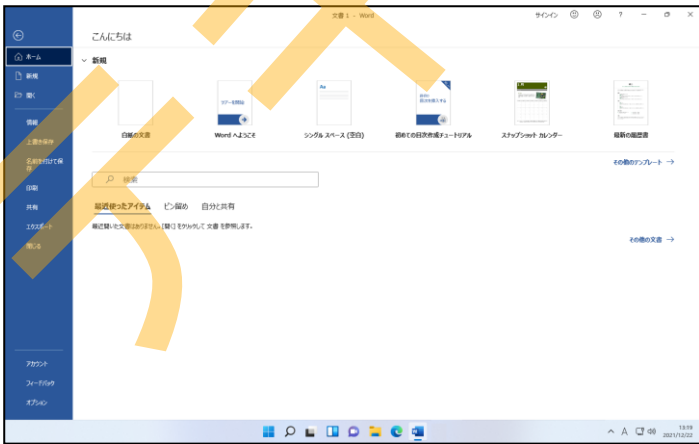 文書 1 - Word
サインイン
?
こんにちは
ホーム
新規
開く
情報
上書き保存
名前を付けて保存
印刷
共有
エクスポート
閉じる
アカウント
フィードバック
オプション
新規
白紙の文書
Word へようこそ
シングル スペース (空白)
初めての目次作成チュートリアル
スナップショット カレンダー
最新の履歴書
その他のテンプレート →
検索
最近使ったアイテム
ピン留め
自分と共有
最近開いた文書はありません。[開く] をクリックして 文書 を参照します。
その他の文書 →
A
13:19
2021/12/22